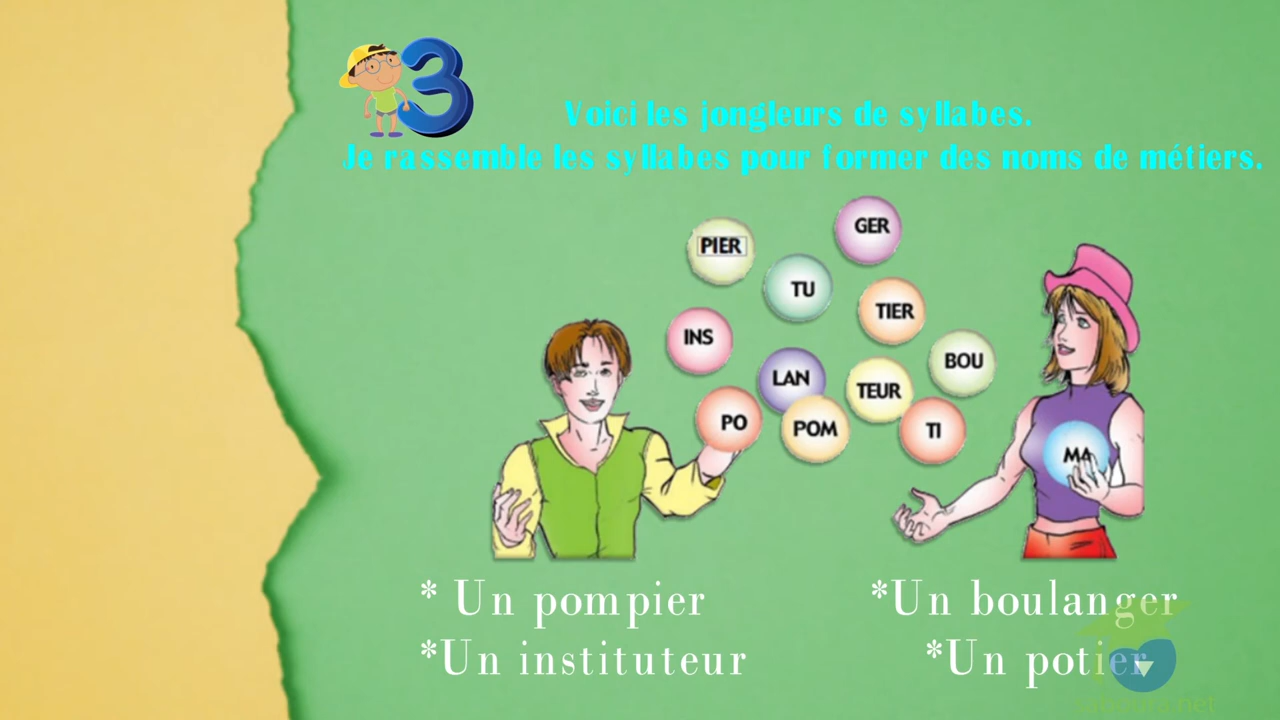 3
Voici les jongleurs de syllabes.
Je rassemble les syllabes pour former des noms de métiers.
GER
PIER
TU
TIER
INS
BOU
LAN
TEUR
PO
POM
TI
MA
* Un pompier
*Un boulanger
*Un instituteur
*Un potier